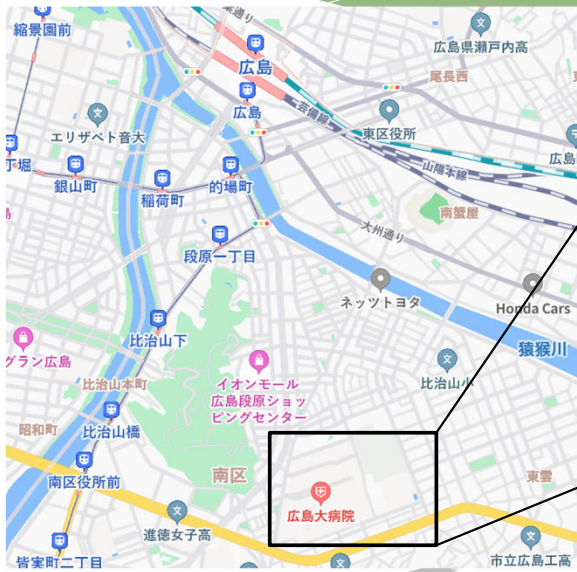 縮景園前
広島
広島県瀬戸内高
尾長西
広島
芸備線
東区役所
エリザベト音大
広島
丁堀
銀山町
稲荷町
的場町
山陽本線
南蟹屋
大州通り
段原一丁目
ネッツトヨタ
Honda Cars
比治山下
猿猴川
グラン広島
比治山本町
イオンモール
広島段原ショッ
ピングセンター
比治山小
昭和町
比治山橋
南区
東雲
南区役所前
広島大病院
進徳女子高
皆実町二丁目
市立広島工高